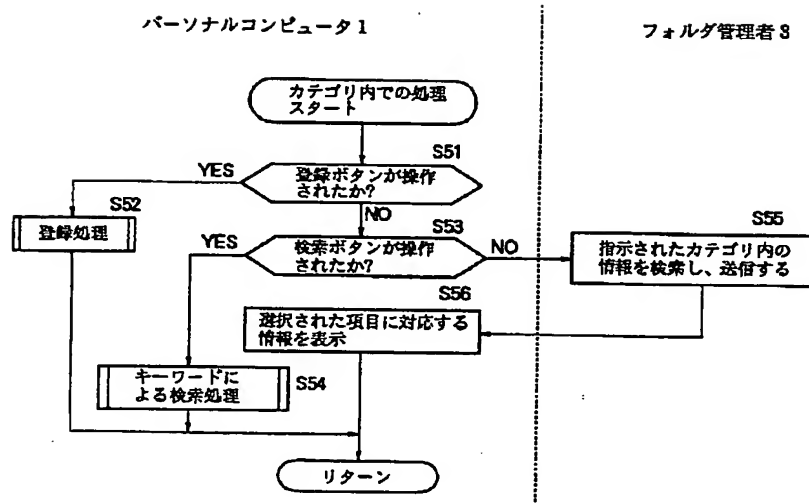 パーソナルコンピュータ1
フォルダ管理者3
カテゴリ内での処理
スタート
S51
登録ボタンが操作
されたか?
YES
NO
S52
登録処理
S53
検索ボタンが操作
されたか?
YES
NO
S55
指示されたカテゴリ内の
情報を検索し、送信する
S56
選択された項目に対応する
情報を表示
キーワードに
よる検索処理
S54
リターン